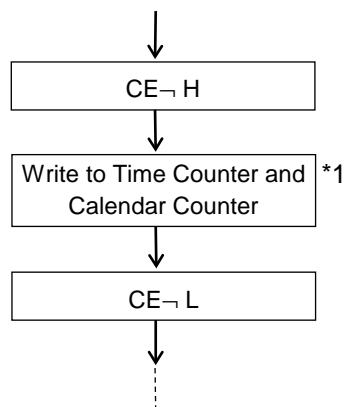 CE¬ H
Write to Time Counter and *1
Calendar Counter
CE¬ L